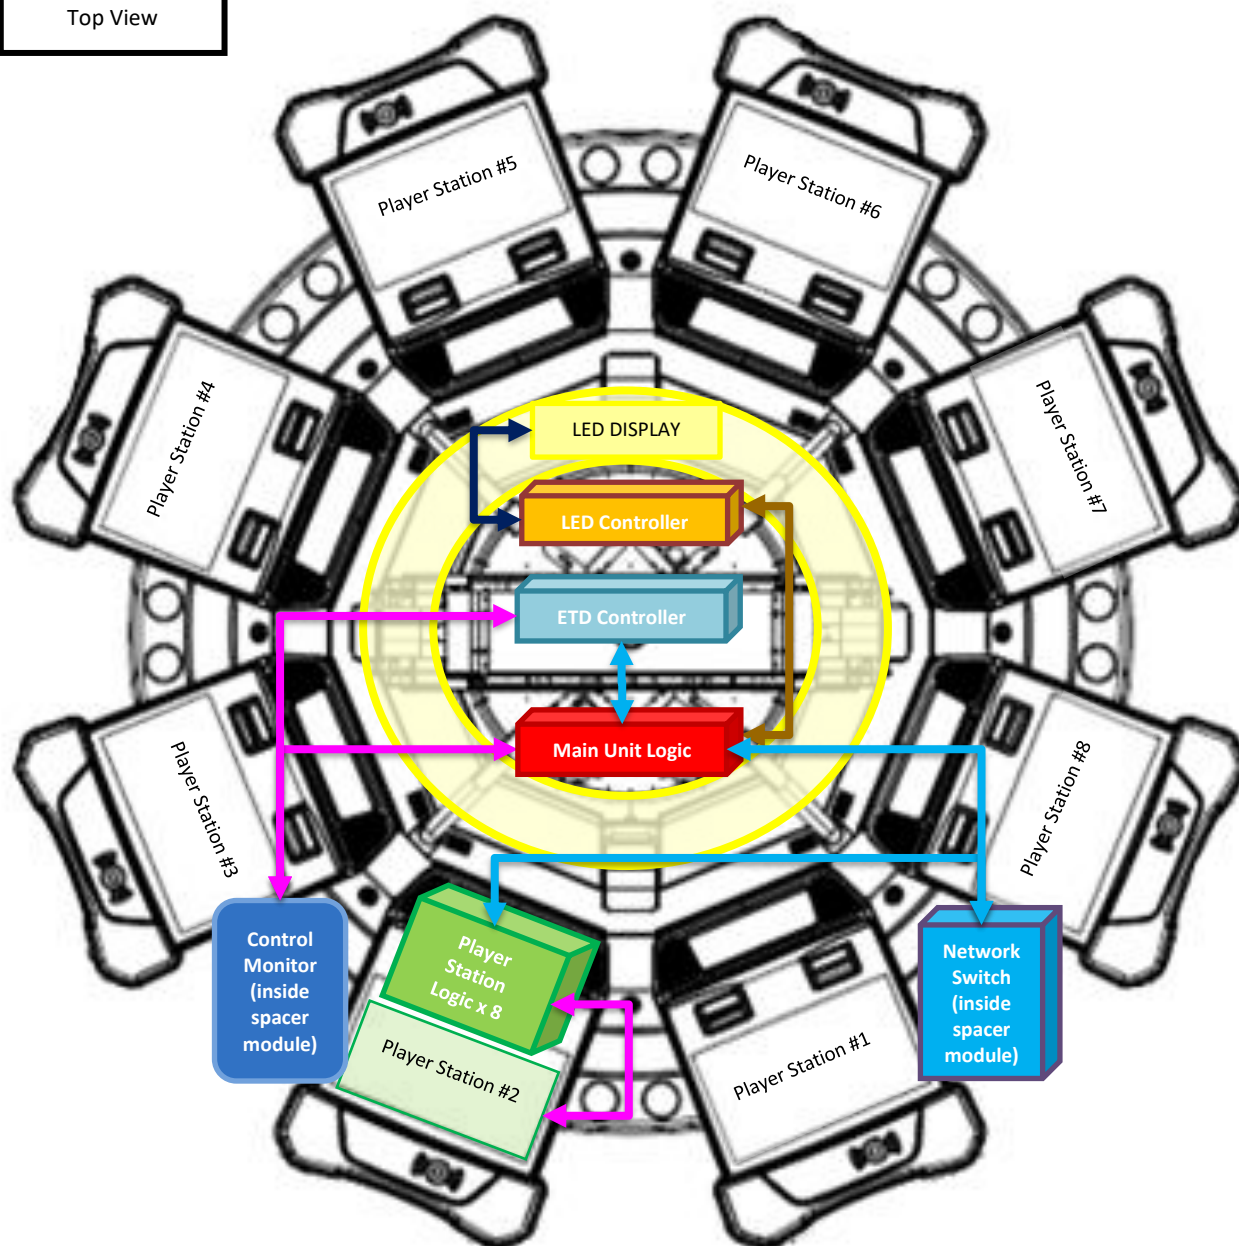 Top View
Player Station #5
Player Station #6
Player Station #4
Player Station #7
LED DISPLAY
LED Controller
ETD Controller
Main Unit Logic
Player Station #3
Player Station #8
Control
Monitor
(inside
spacer
module)
Player
Station
Logic x 8
Player Station #2
Player Station #1
Network
Switch
(inside
spacer
module)